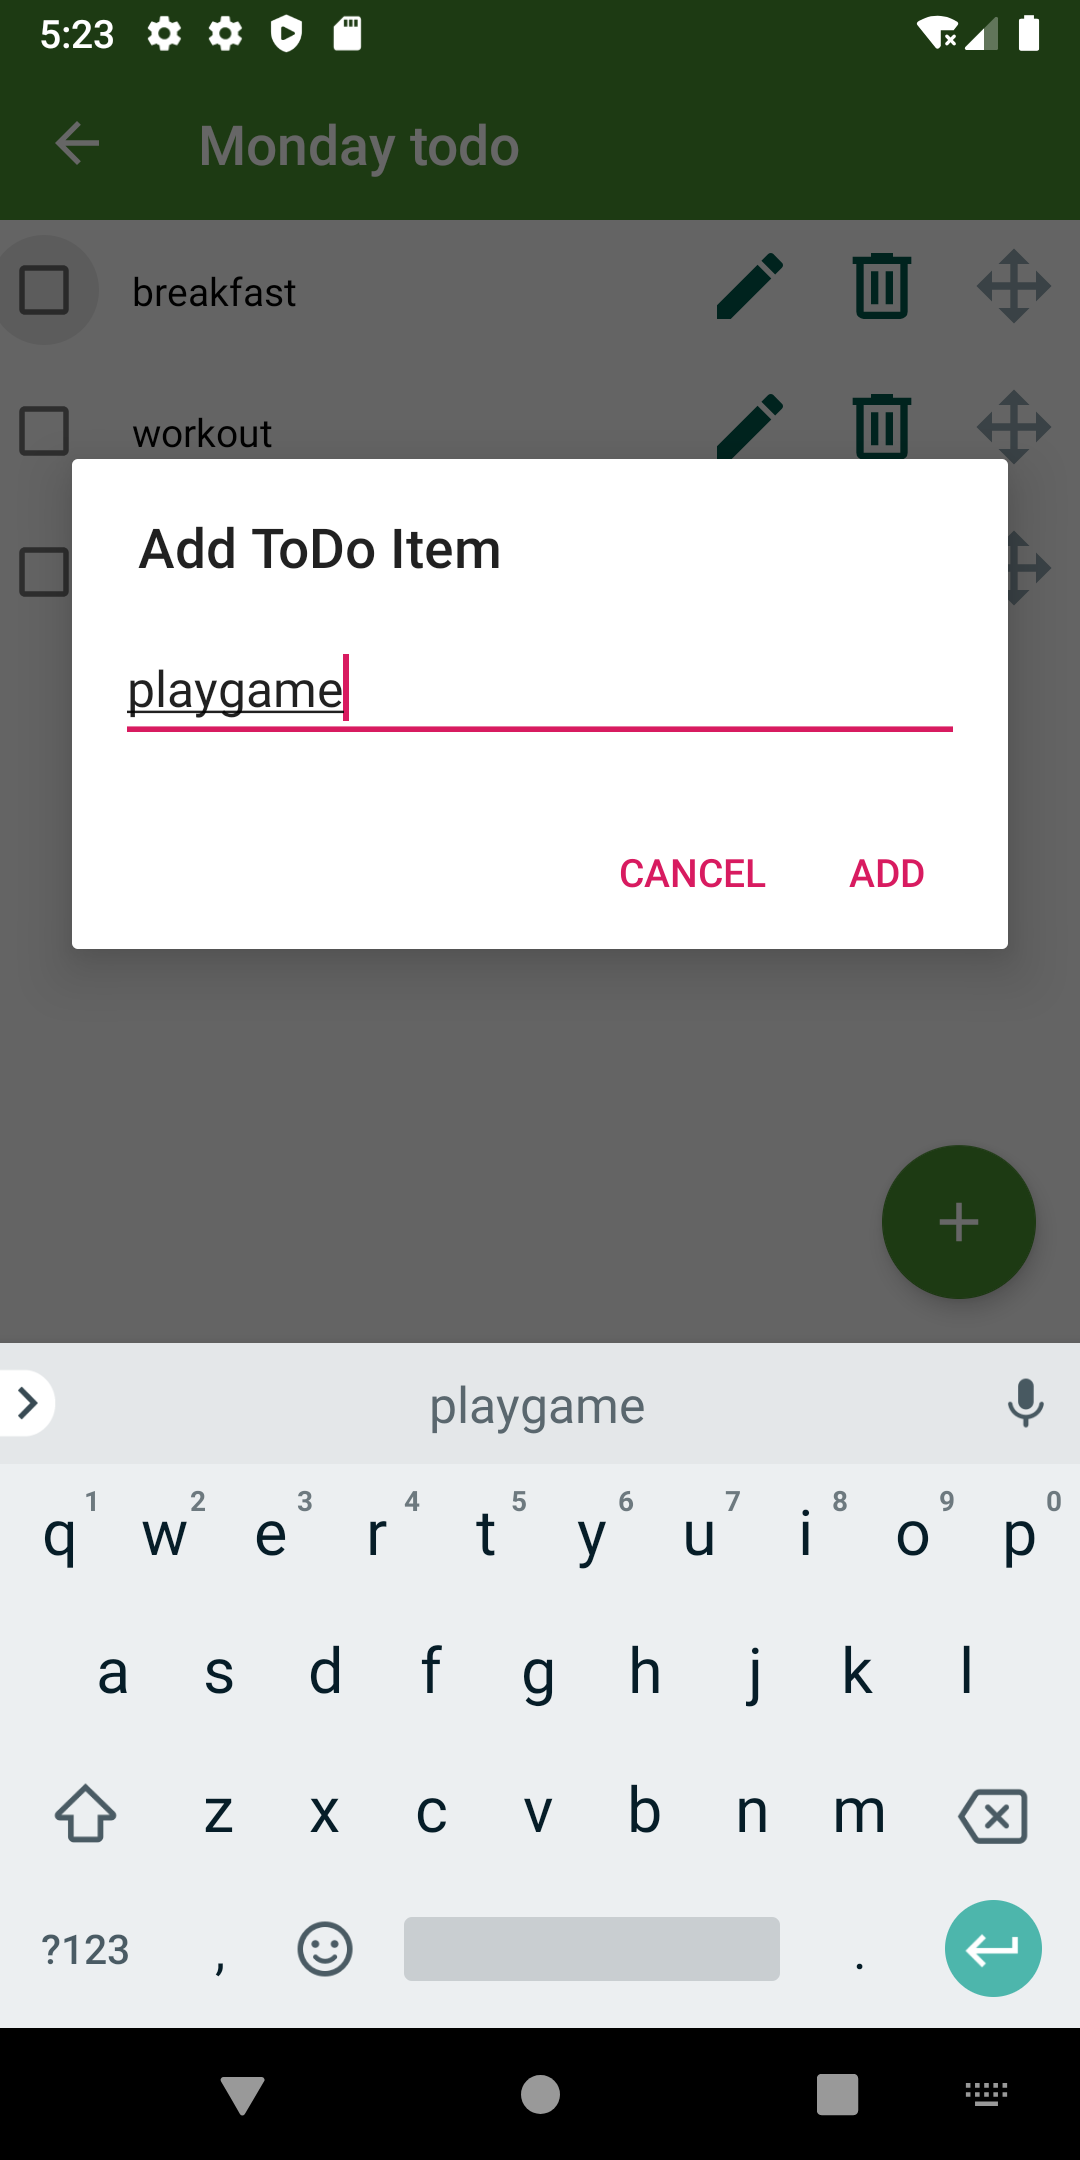 5:23
Monday todo
breakfast
workout
Add ToDo Item
playgame
CANCEL ADD
playgame
1 2 3 4 5 6 7 8 9 0
q w e r t y u i o p
a s d f g h j k l
z x c v b n m
?123 , .